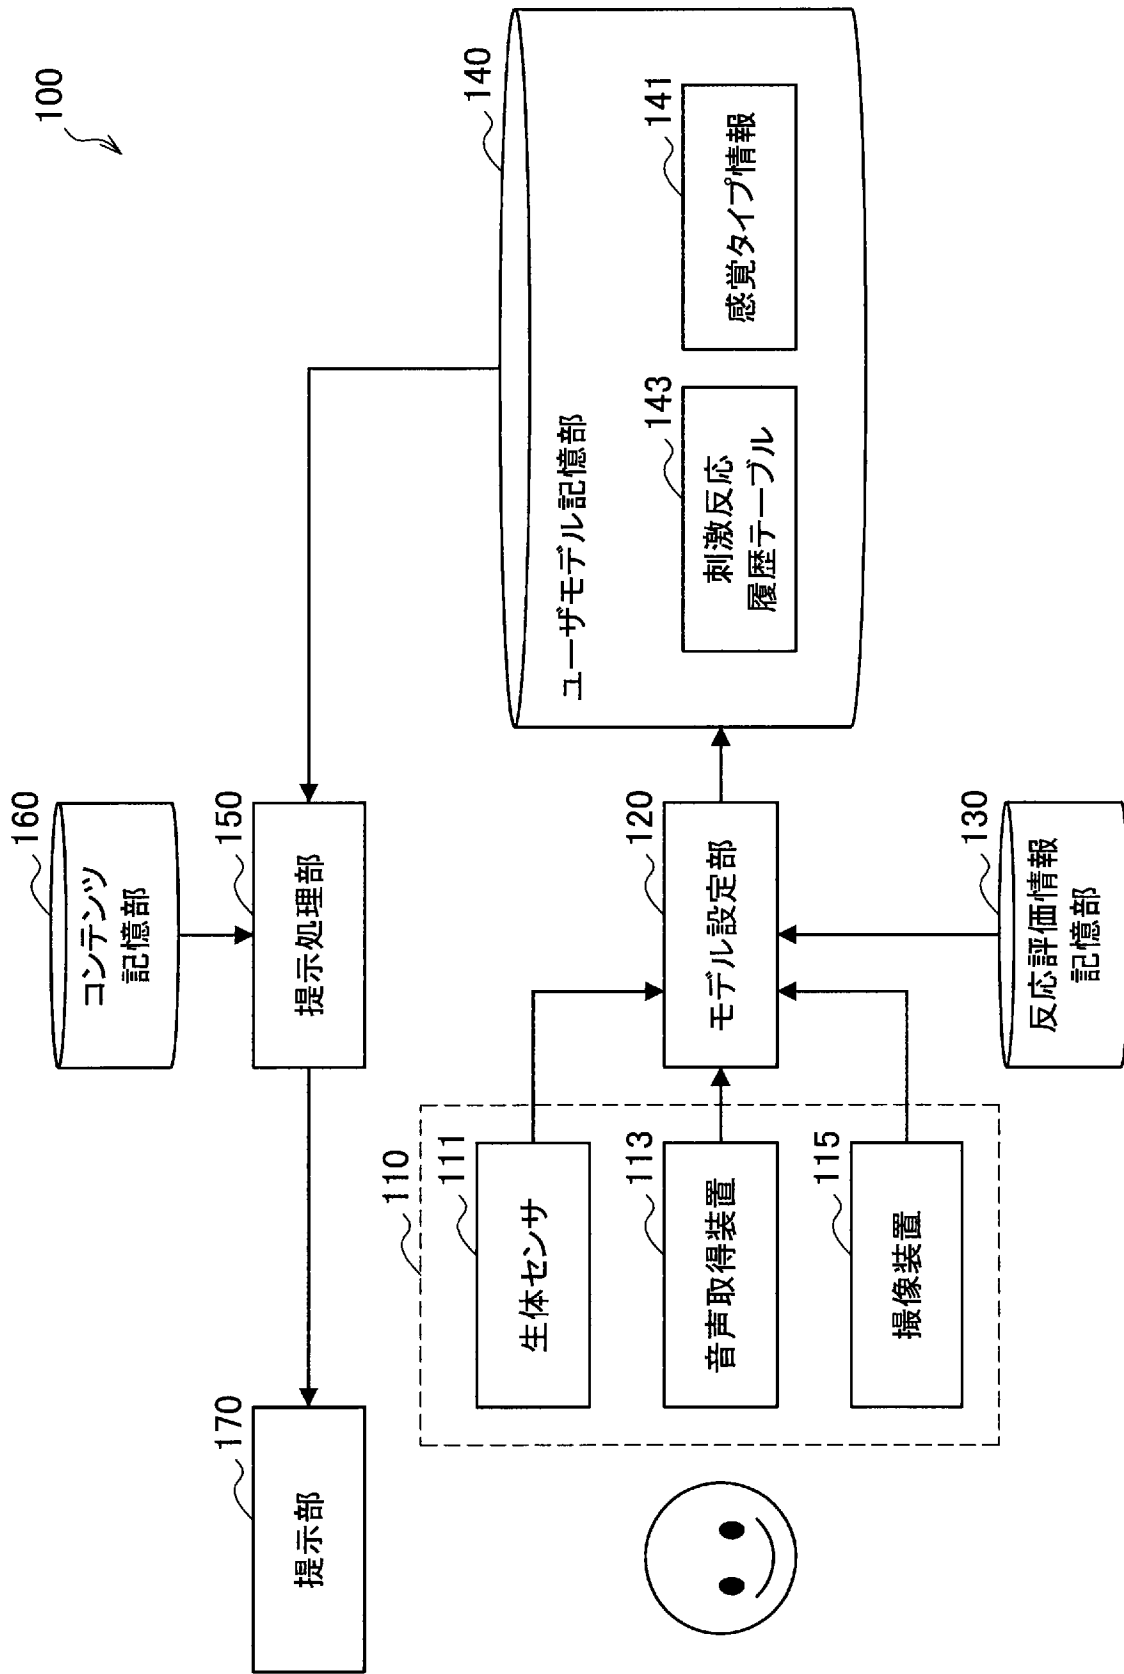 100
160
コンテンツ
記憶部
170
提示部
150
提示処理部
140
ユーザモデル記憶部
110
111
生体センサ
113
音声取得装置
115
撮像装置
120
モデル設定部
143
刺激反応
履歴テーブル
141
感覚タイプ情報
130
反応評価情報
記憶部